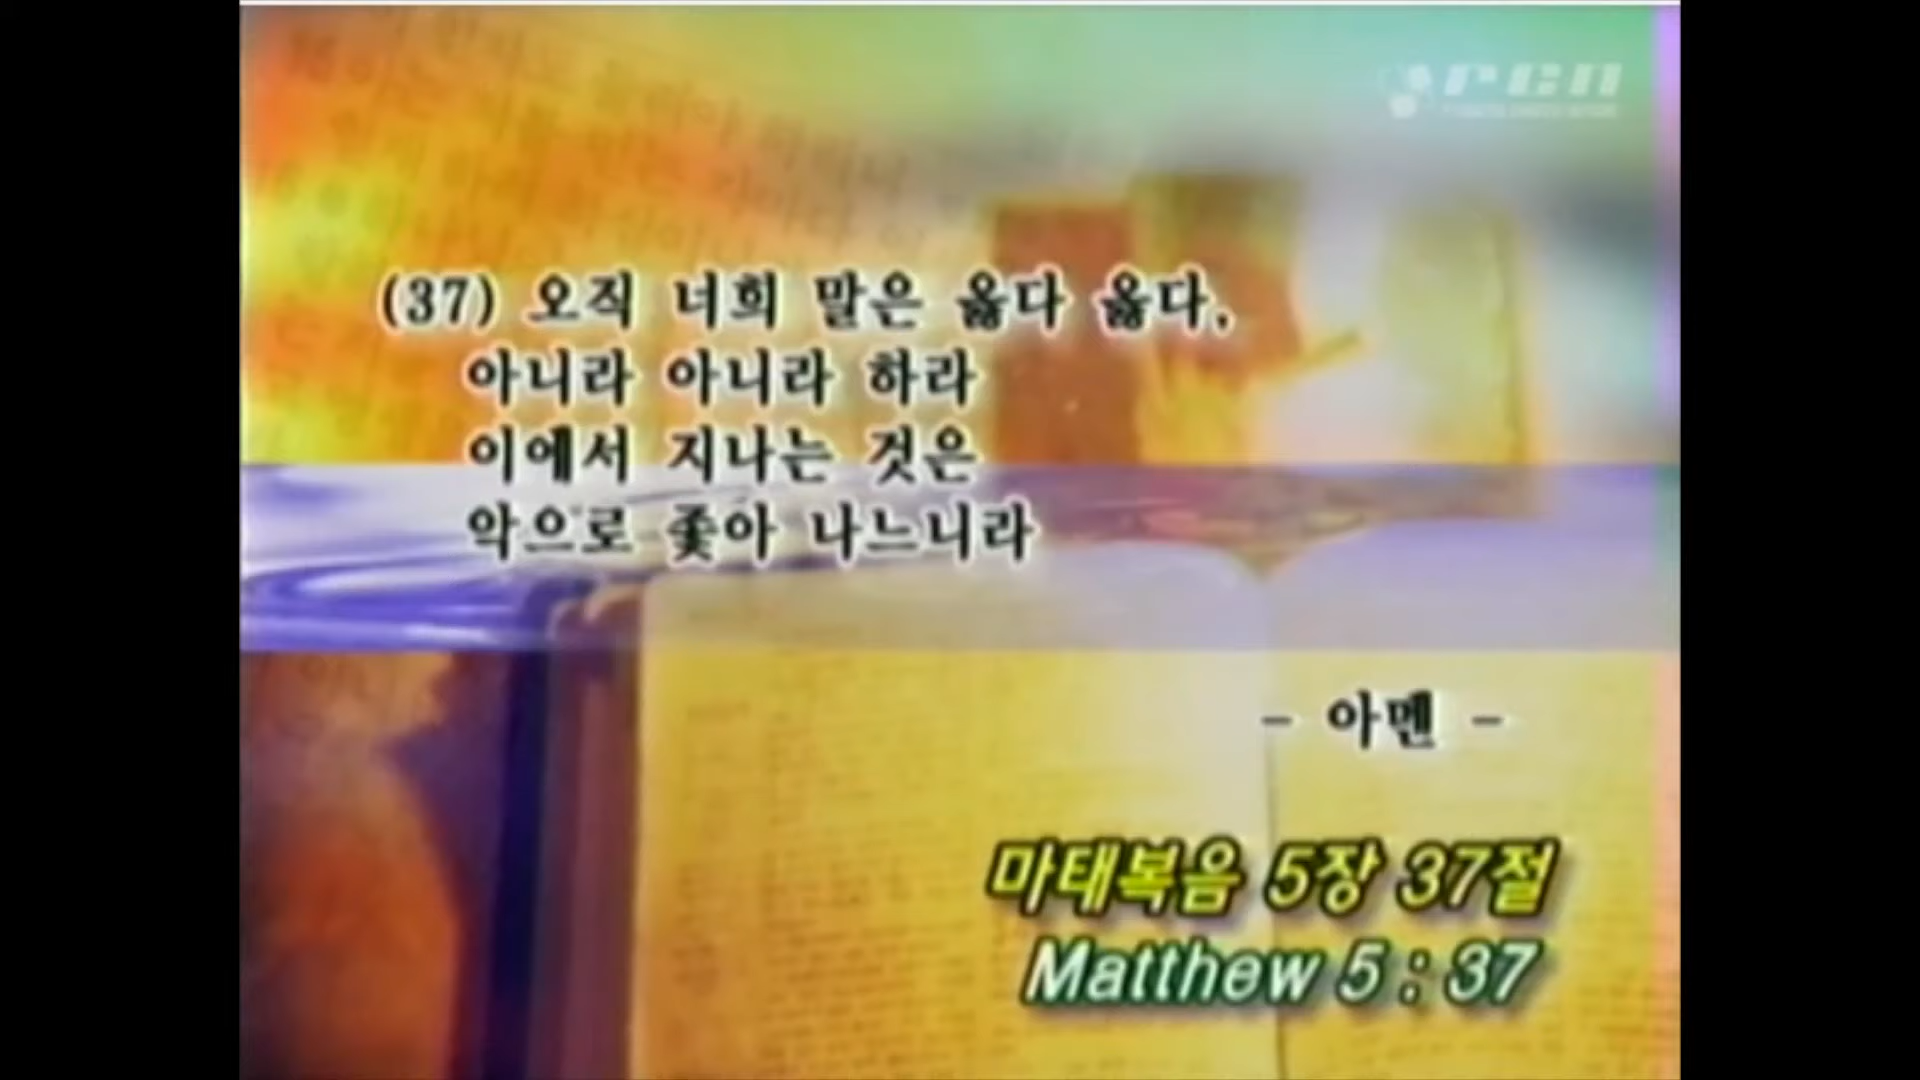 (37) 오직 너희 말은 옳다 옳다,
아니라 아니라 하라
이에서 지나는 것은
악으로 좇아 나느니라
- 아멘 -
마태복음 5장 37절
Matthew 5 : 37